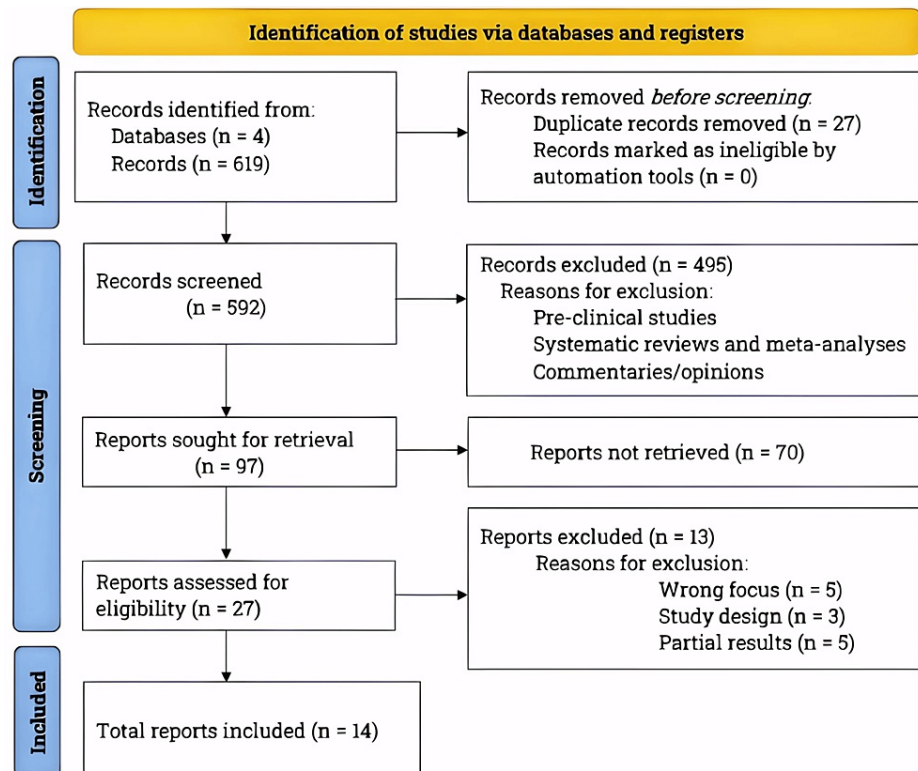 Identification of studies via databases and registers
Identification
Records identified from:
Databases (n = 4)
Records (n = 619)
Records removed before screening:
Duplicate records removed (n = 27)
Records marked as ineligible by
automation tools (n = 0)
Screening
Records screened
(n = 592)
Records excluded (n = 495)
Reasons for exclusion:
Pre-clinical studies
Systematic reviews and meta-analyses
Commentaries/opinions
Reports sought for retrieval
(n = 97)
Reports not retrieved (n = 70)
Reports assessed for
eligibility (n = 27)
Reports excluded (n = 13)
Reasons for exclusion:
Wrong focus (n = 5)
Study design (n = 3)
Partial results (n = 5)
Included
Total reports included (n = 14)